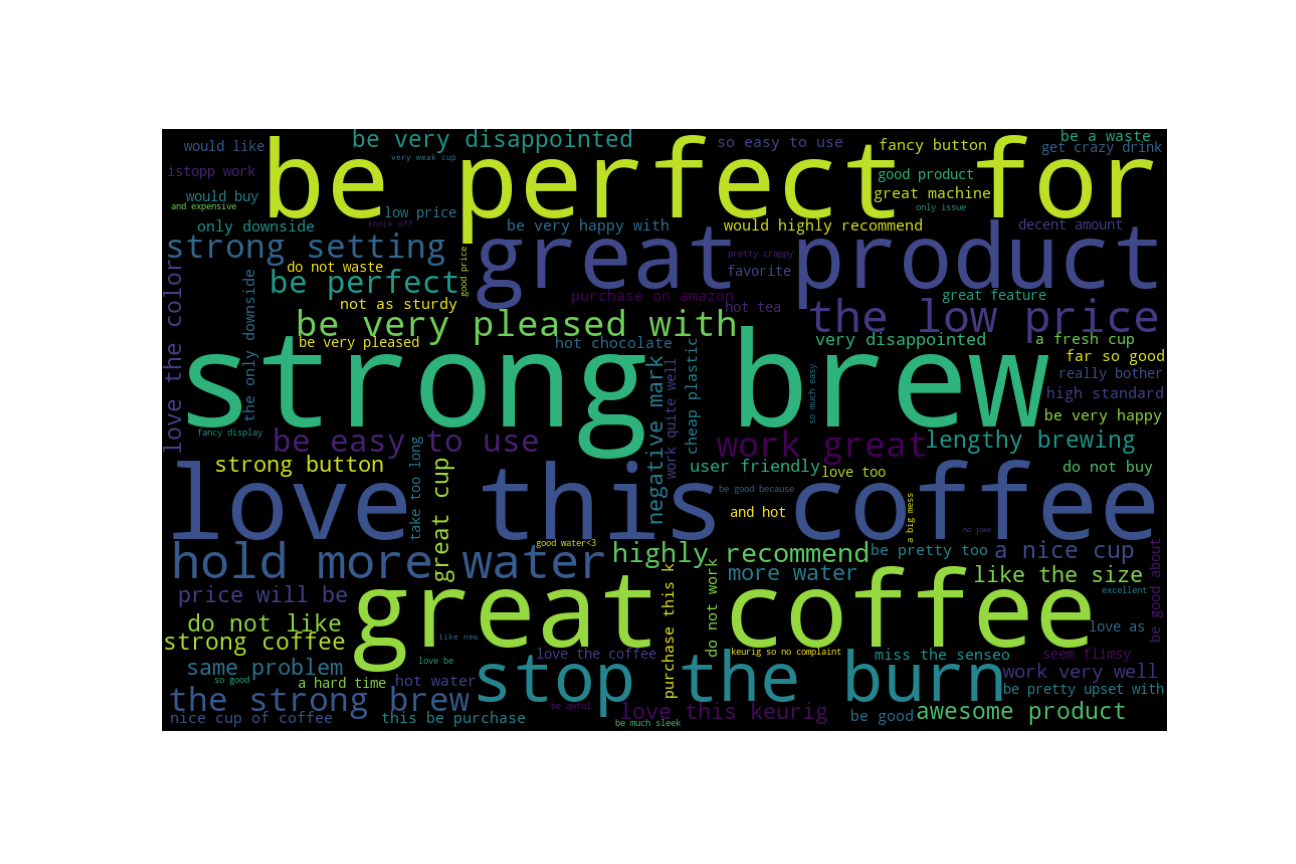 be very disappointed
so easy to use
be a waste
would like
be perfect for
fancy button
get crazy drink
very weak cup
istopp work
good product
would buy
great machine
and expensive
low price
only issue
knock off
only downside
be very happy with
would highly recommend
decent amount
strong setting
great product
pretty crappy
do not waste
favorite
love the color
be perfect
good price
the only downside
purchase on amazon
great feature
not as sturdy
hot tea
the low price
be very pleased with
be very pleased
hot chocolate
very disappointed
a fresh cup
far so good
strong brew
negative mark
work quite well
cheap plastic
so much easy
really bother
high standard
be very happy
fancy display
be easy to use
work great
lengthy brewing
strong button
take too long
great cup
user friendly
love too
do not buy
love this coffee
be good because
and hot
a big mess
no joke
good water<3
hold more water
highly recommend
be pretty too
a nice cup
price will be
purchase this k
do not work
more water
like the size
excellent
be good about
great coffee
do not like
like new
love as
strong coffee
love the coffee
keurig so no complaint
miss the senseo
seem flimsy
same problem
love be
stop the burn
work very well
so good
a hard time
hot water
be pretty upset with
the strong brew
be awful
love this keurig
awesome product
nice cup of coffee
this be purchase
be much sleek
be good